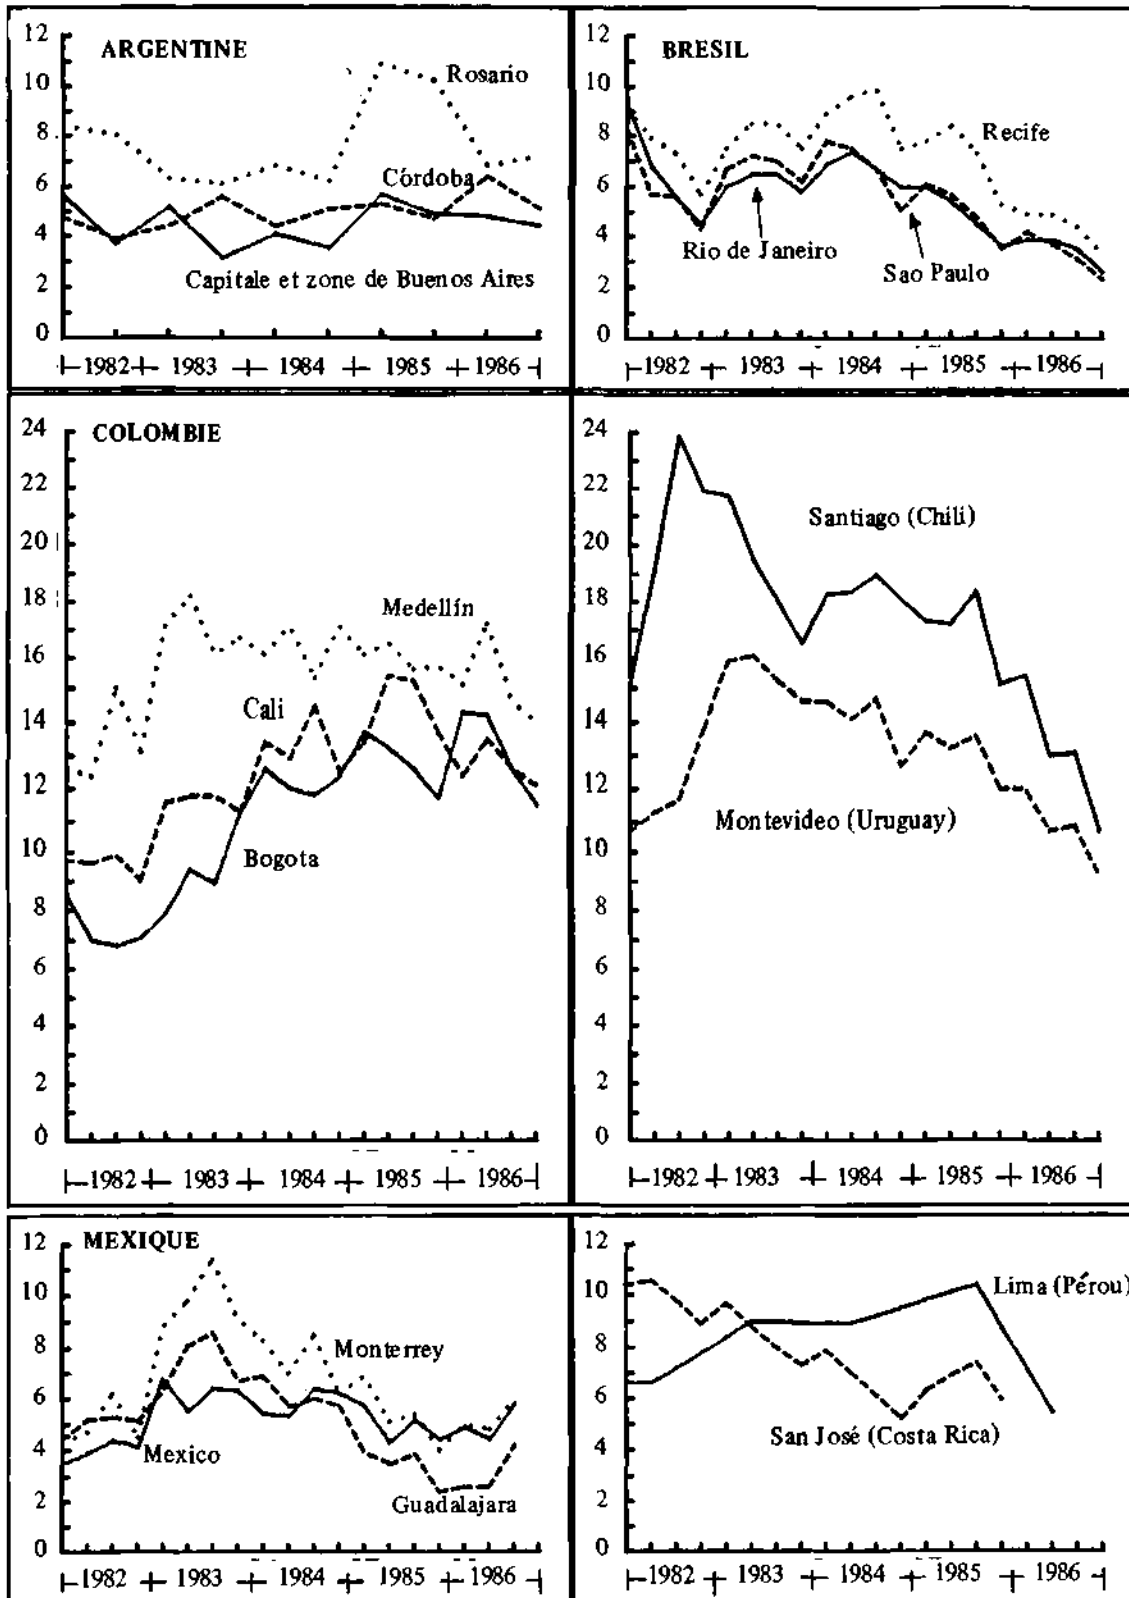 ARGENTINE
12
10
8
6
4
2
0
Rosario
Córdoba
Capitale et zone de Buenos Aires
1982 1983 1984 1985 1986
BRESIL
12
10
8
6
4
2
0
Recife
Rio de Janeiro
Sao Paulo
1982 1983 1984 1985 1986
COLOMBIE
24
22
20
18
16
14
12
10
8
6
4
2
0
Medellín
Cali
Bogota
1982 1983 1984 1985 1986
24
22
20
18
16
14
12
10
8
6
4
2
0
Santiago (Chili)
Montevideo (Uruguay)
1982 1983 1984 1985 1986
MEXIQUE
12
10
8
6
4
2
0
Monterrey
Mexico
Guadalajara
1982 1983 1984 1985 1986
12
10
8
6
4
2
0
Lima (Pérou)
San José (Costa Rica)
1982 1983 1984 1985 1986